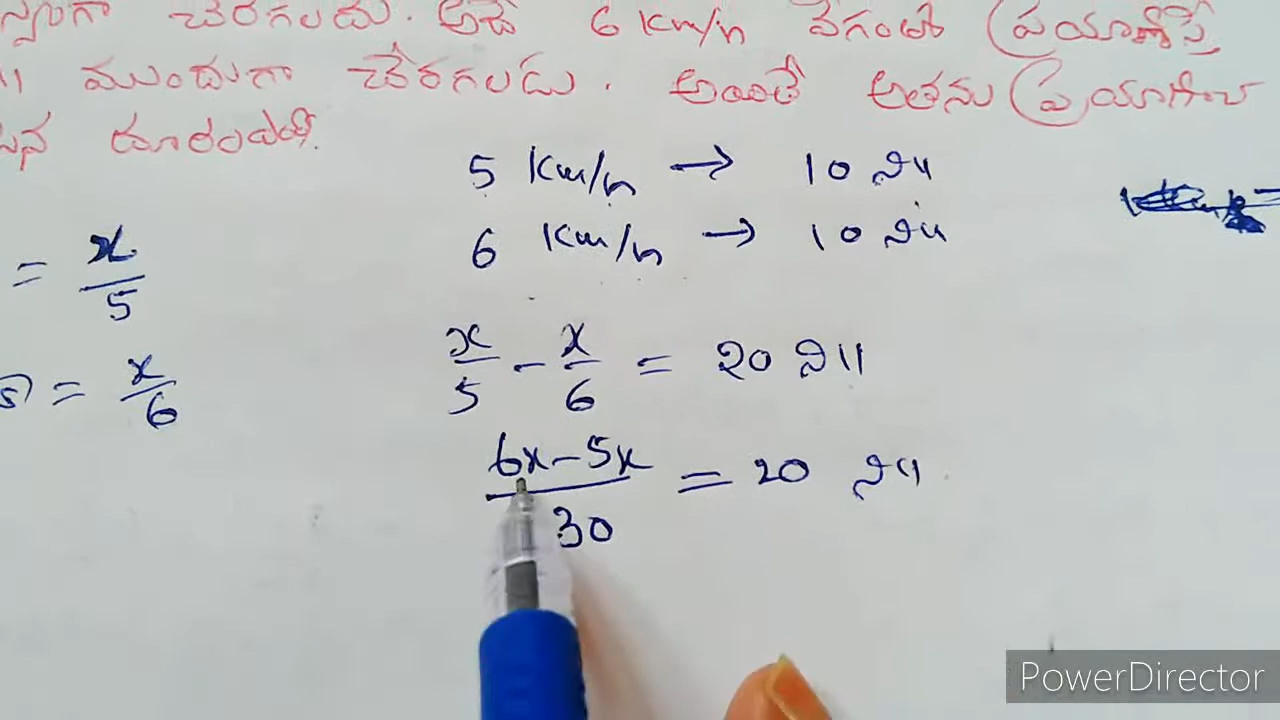 చేరగలదు. అదే 6 km/h వేగంతో ప్రయాణిస్తే
ముందుగా చేరగలడు. అయితే అతను ప్రయాణించ
దూరంఎంత.
5 km/h → 10 ని॥
6 km/h → 10 ని॥
= x/5
= x/6
x/5 - x/6 = 20 ని॥
(6x-5x)/30 = 20 ని॥
PowerDirector